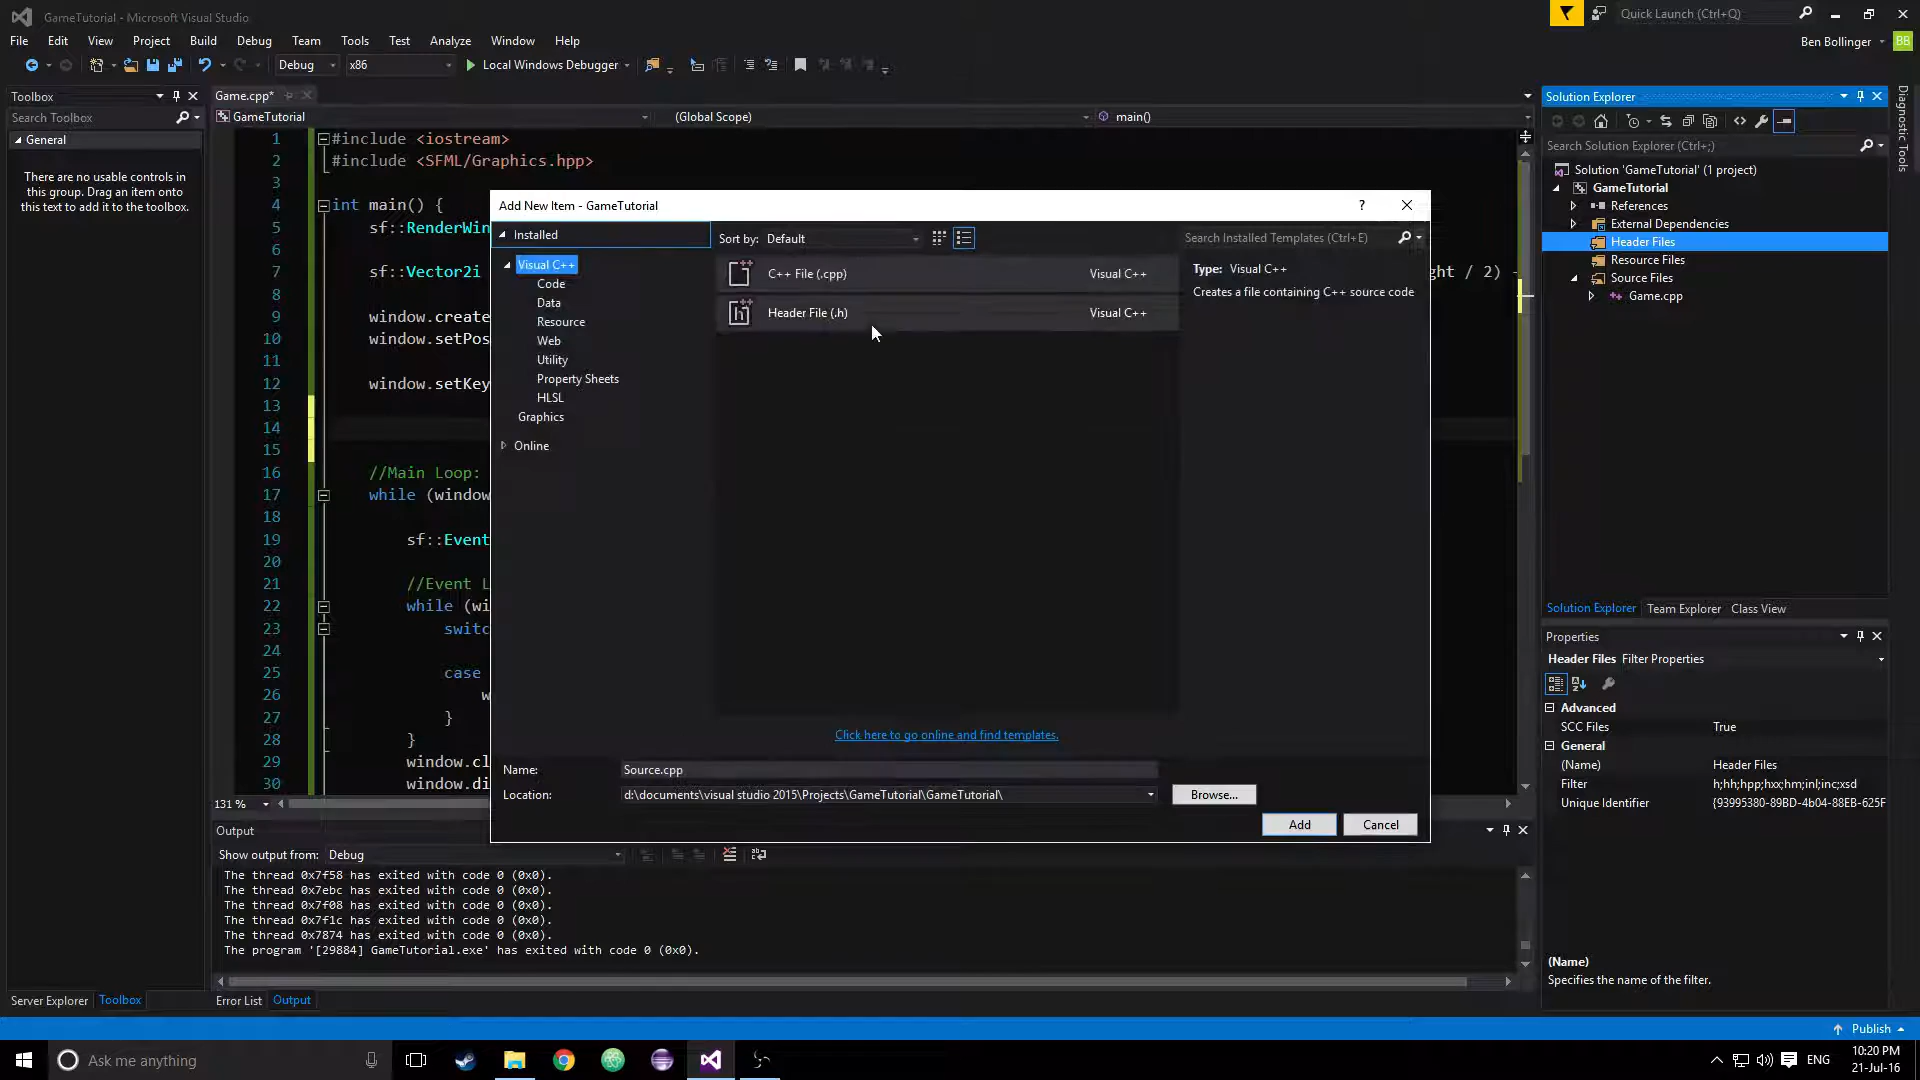 GameTutorial - Microsoft Visual Studio
Quick Launch (Ctrl+Q)
File Edit View Project Build Debug Team Tools Test Analyze Window Help
Ben Bollinger BB
Debug x86 Local Windows Debugger
Toolbox
Search Toolbox
General
There are no usable controls in
this group. Drag an item onto
this text to add it to the toolbox.
Game.cpp*
GameTutorial (Global Scope) main()
1 #include <iostream>
2 #include <SFML/Graphics.hpp>
3
4 int main() {
5 sf::RenderWin
6
7 sf::Vector2i ght / 2)
8
9 window.create
10 window.setPos
11
12 window.setKey
13
14
15
16 //Main Loop:
17 while (window
18
19 sf::Event
20
21 //Event L
22 while (wi
23 switc
24
25 case
26 w
27 }
28 }
29 window.cl
30 window.di
131 %
Add New Item - GameTutorial
? 
Installed
Visual C++
Code
Data
Resource
Web
Utility
Property Sheets
HLSL
Graphics
Online
Sort by: Default
C++ File (.cpp) Visual C++
Header File (.h) Visual C++
Search Installed Templates (Ctrl+E)
Type: Visual C++
Creates a file containing C++ source code
Click here to go online and find templates.
Name: Source.cpp
Location: d:\documents\visual studio 2015\Projects\GameTutorial\GameTutorial\
Browse...
Add Cancel
Output
Show output from: Debug
The thread 0x7f58 has exited with code 0 (0x0).
The thread 0x7ebc has exited with code 0 (0x0).
The thread 0x7f08 has exited with code 0 (0x0).
The thread 0x7f1c has exited with code 0 (0x0).
The thread 0x7874 has exited with code 0 (0x0).
The program '[29884] GameTutorial.exe' has exited with code 0 (0x0).
Server Explorer Toolbox
Error List Output
Solution Explorer
Search Solution Explorer (Ctrl+;)
Solution 'GameTutorial' (1 project)
GameTutorial
References
External Dependencies
Header Files
Resource Files
Source Files
Game.cpp
Solution Explorer Team Explorer Class View
Diagnostic Tools
Properties
Header Files Filter Properties
Advanced
SCC Files True
General
(Name) Header Files
Filter h;hh;hpp;hxx;hm;inl;inc;xsd
Unique Identifier {93995380-89BD-4b04-88EB-625F
(Name)
Specifies the name of the filter.
Publish
Ask me anything
ENG
10:20 PM
21-Jul-16